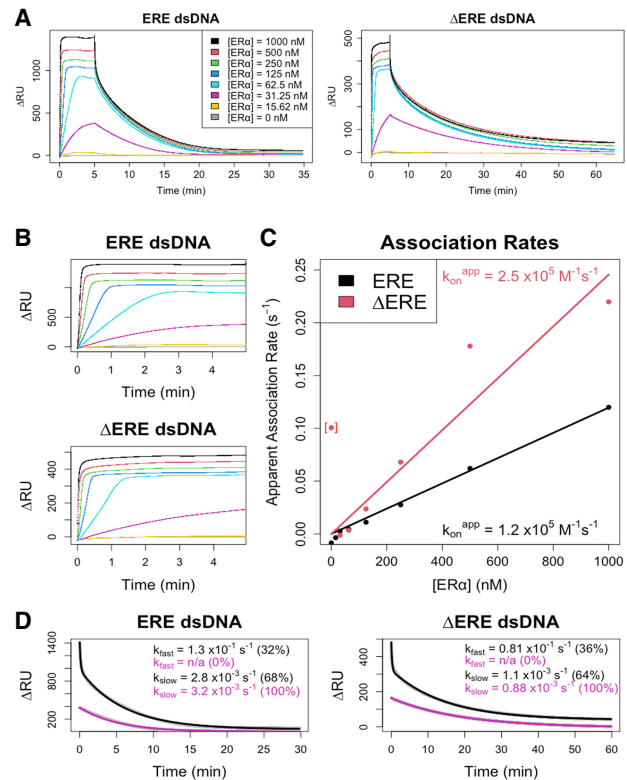 A
ERE dsDNA
ΔRU
0
500
1000
[ERα] = 1000 nM
[ERα] = 500 nM
[ERα] = 250 nM
[ERα] = 125 nM
[ERα] = 62.5 nM
[ERα] = 31.25 nM
[ERα] = 15.62 nM
[ERα] = 0 nM
0 5 10 15 20 25 30 35
Time (min)
ΔERE dsDNA
ΔRU
0
100
200
300
400
500
0 10 20 30 40 50 60
Time (min)
B
ERE dsDNA
ΔRU
0
500
1000
0 1 2 3 4
Time (min)
ΔERE dsDNA
ΔRU
0
200
400
0 1 2 3 4
Time (min)
C
Association Rates
ERE
ΔERE
kₒₙᵃᵖᵖ = 2.5 x10⁵ M⁻¹s⁻¹
[ ]
kₒₙᵃᵖᵖ = 1.2 x10⁵ M⁻¹s⁻¹
Apparent Association Rate (s⁻¹)
0.00
0.05
0.10
0.15
0.20
0.25
0 200 400 600 800 1000
[ERα] (nM)
D
ERE dsDNA
k_fast = 1.3 x10⁻¹ s⁻¹ (32%)
k_fast = n/a (0%)
k_slow = 2.8 x10⁻³ s⁻¹ (68%)
k_slow = 3.2 x10⁻³ s⁻¹ (100%)
ΔRU
200
600
1000
1400
0 5 10 15 20 25 30
Time (min)
ΔERE dsDNA
k_fast = 0.81 x10⁻¹ s⁻¹ (36%)
k_fast = n/a (0%)
k_slow = 1.1 x10⁻³ s⁻¹ (64%)
k_slow = 0.88 x10⁻³ s⁻¹ (100%)
ΔRU
0
200
400
0 10 20 30 40 50 60
Time (min)